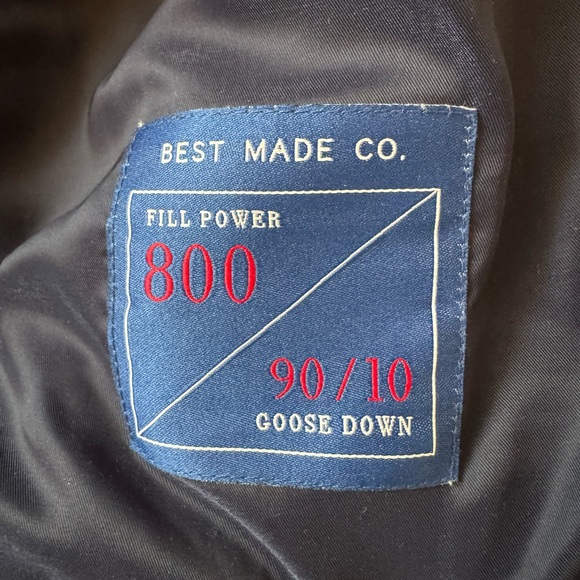 BEST MADE CO.
FILL POWER
800
90/10
GOOSE DOWN